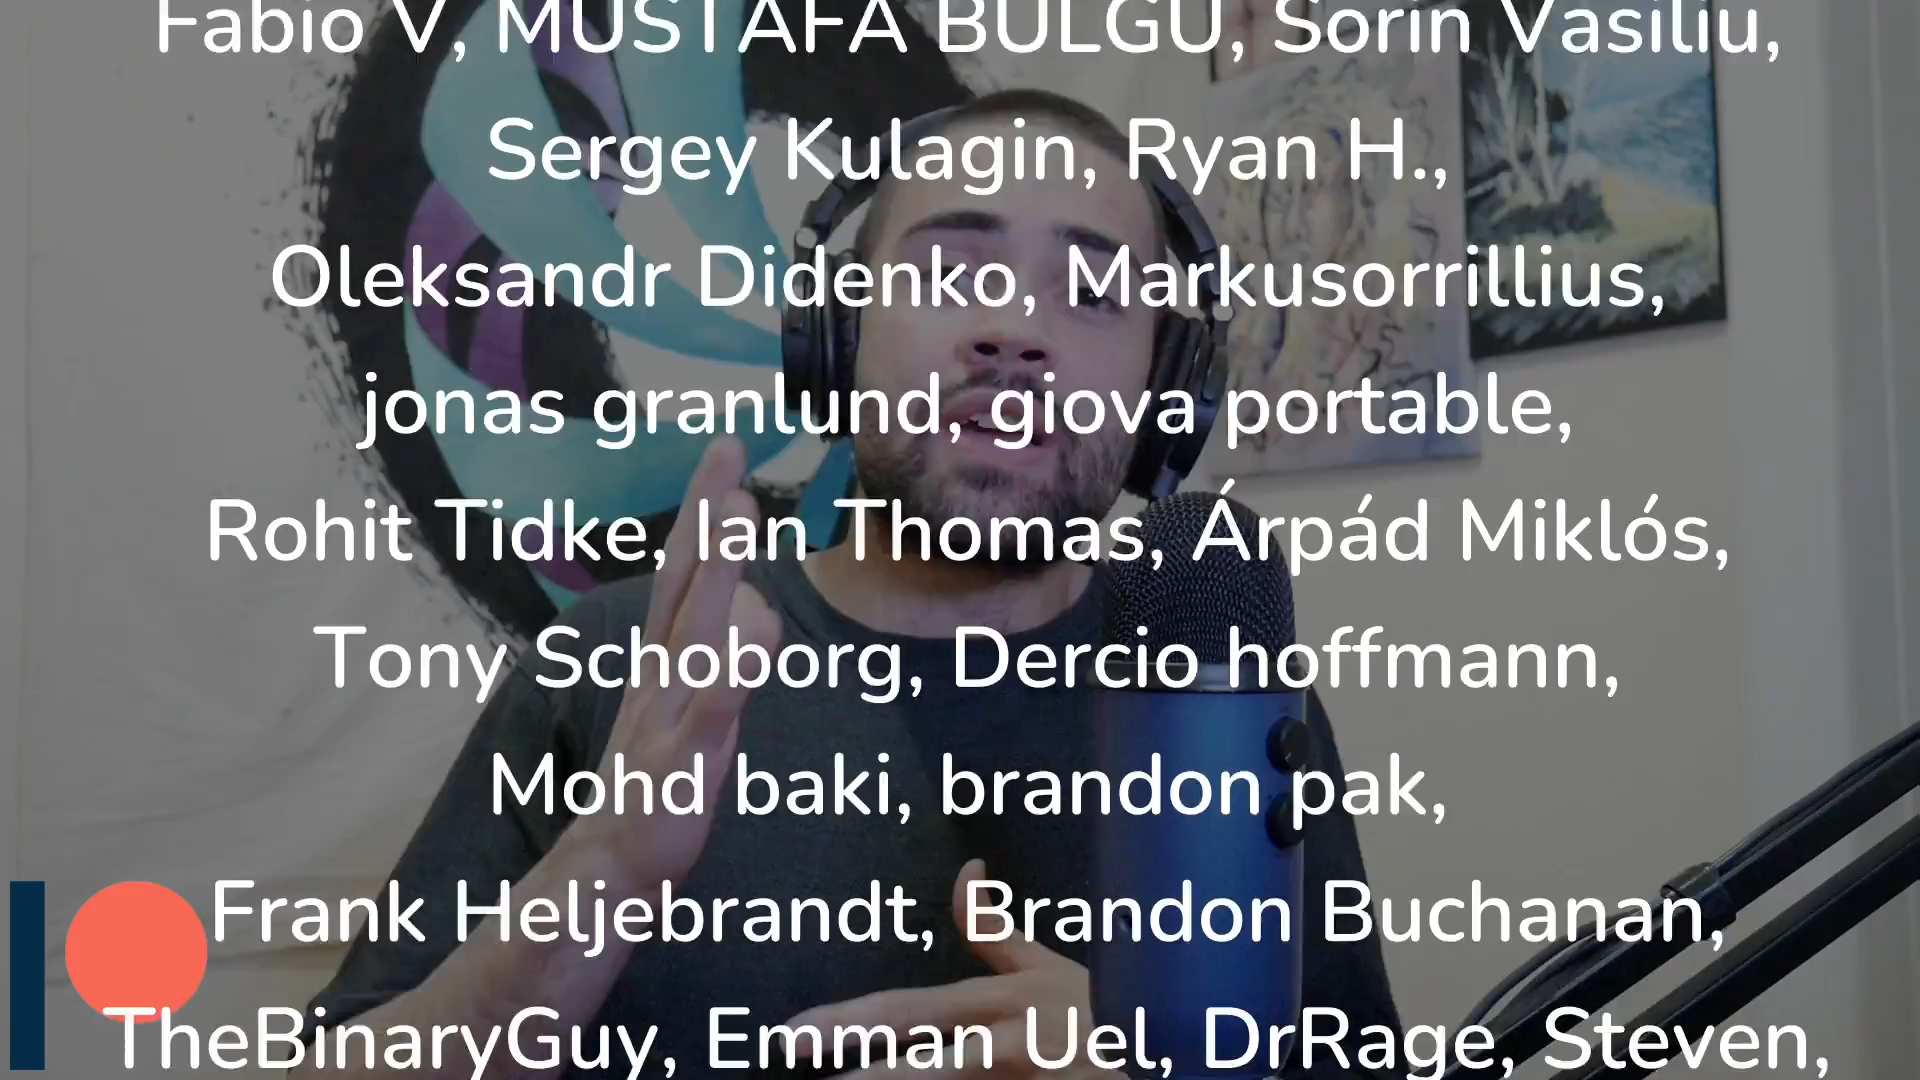 Fabio V, MUSTAFA BULGU, Sorin Vasiliu,
Sergey Kulagin, Ryan H.,
Oleksandr Didenko, Markusorrillius,
jonas granlund, giova portable,
Rohit Tidke, Ian Thomas, Árpád Miklós,
Tony Schoborg, Dercio hoffmann,
Mohd baki, brandon pak,
Frank Heljebrandt, Brandon Buchanan,
TheBinaryGuy, Emman Uel, DrRage, Steven,